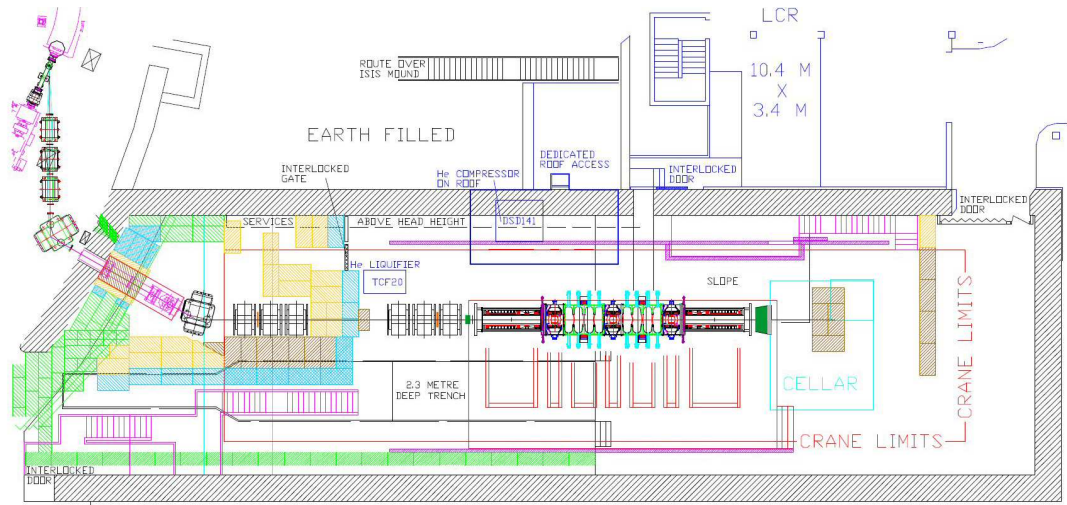 LCR
10.4 M
X
3.4 M
ROUTE OVER
ISIS MOUND
EARTH FILLED
DEDICATED
ROOF ACCESS
INTERLOCKED
GATE
He COMPRESSOR
ON ROOF
INTERLOCKED
DOOR
INTERLOCKED
DOOR
SERVICES
ABOVE HEAD HEIGHT
DSD141
He LIQUIFIER
TCF20
SLOPE
CRANE LIMITS
2.3 METRE
DEEP TRENCH
CELLAR
CRANE LIMITS
INTERLOCKED
DOOR